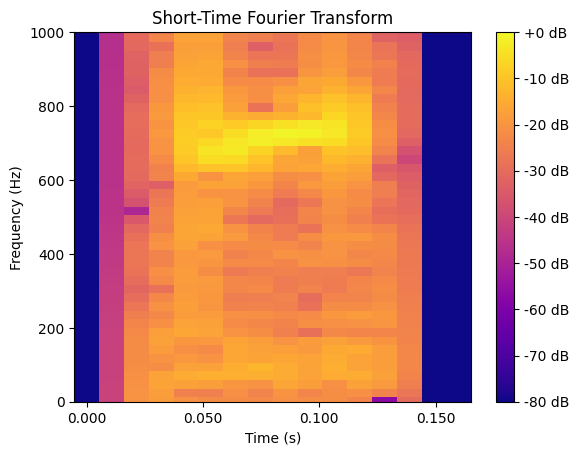 Short-Time Fourier Transform
1000
800
600
400
200
0
Frequency (Hz)
0.000
0.050
0.100
0.150
Time (s)
+0 dB
-10 dB
-20 dB
-30 dB
-40 dB
-50 dB
-60 dB
-70 dB
-80 dB